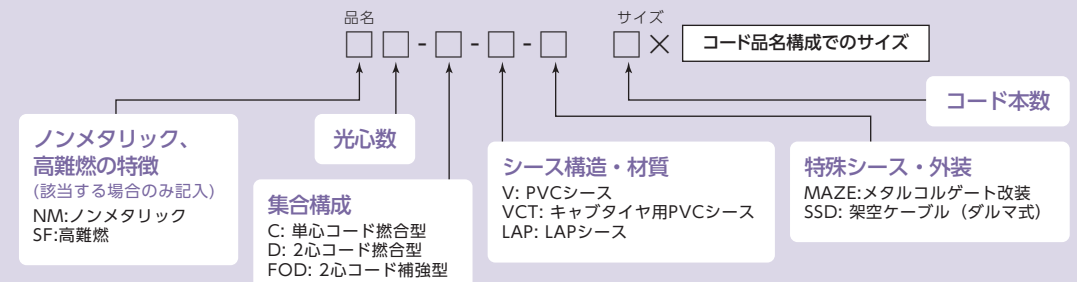 品名
サイズ
□□-□-□-□ □×
コード品名構成でのサイズ
コード本数
ノンメタリック、
高難燃の特徴
(該当する場合のみ記入)
NM:ノンメタリック
SF:高難燃
光心数
集合構成
C: 単心コード撚合型
D: 2心コード撚合型
FOD: 2心コード補強型
シース構造・材質
V: PVCシース
VCT: キャブタイヤ用PVCシース
LAP: LAPシース
特殊シース・外装
MAZE:メタルコルゲート改装
SSD: 架空ケーブル（ダルマ式）